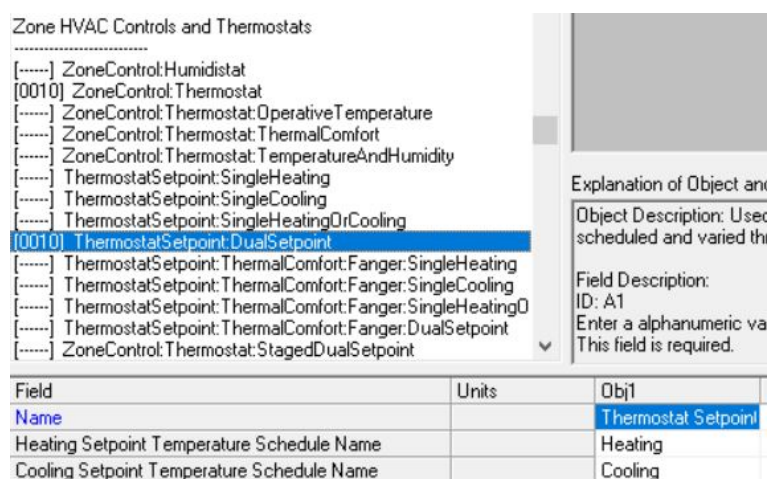 Zone HVAC Controls and Thermostats
---------------------------
[------] ZoneControl:Humidistat
[0010] ZoneControl:Thermostat
[------] ZoneControl:Thermostat:OperativeTemperature
[------] ZoneControl:Thermostat:ThermalComfort
[------] ZoneControl:Thermostat:TemperatureAndHumidity
[------] ThermostatSetpoint:SingleHeating
[------] ThermostatSetpoint:SingleCooling
[------] ThermostatSetpoint:SingleHeatingOrCooling
[0010] ThermostatSetpoint:DualSetpoint
[------] ThermostatSetpoint:ThermalComfort:Fanger:SingleHeating
[------] ThermostatSetpoint:ThermalComfort:Fanger:SingleCooling
[------] ThermostatSetpoint:ThermalComfort:Fanger:SingleHeatingO
[------] ThermostatSetpoint:ThermalComfort:Fanger:DualSetpoint
[------] ZoneControl:Thermostat:StagedDualSetpoint
Explanation of Object and
Object Description: Used
scheduled and varied thr
Field Description:
ID: A1
Enter a alphanumeric va
This field is required.
Field Units Obj1
Name Thermostat Setpoint
Heating Setpoint Temperature Schedule Name Heating
Cooling Setpoint Temperature Schedule Name Cooling